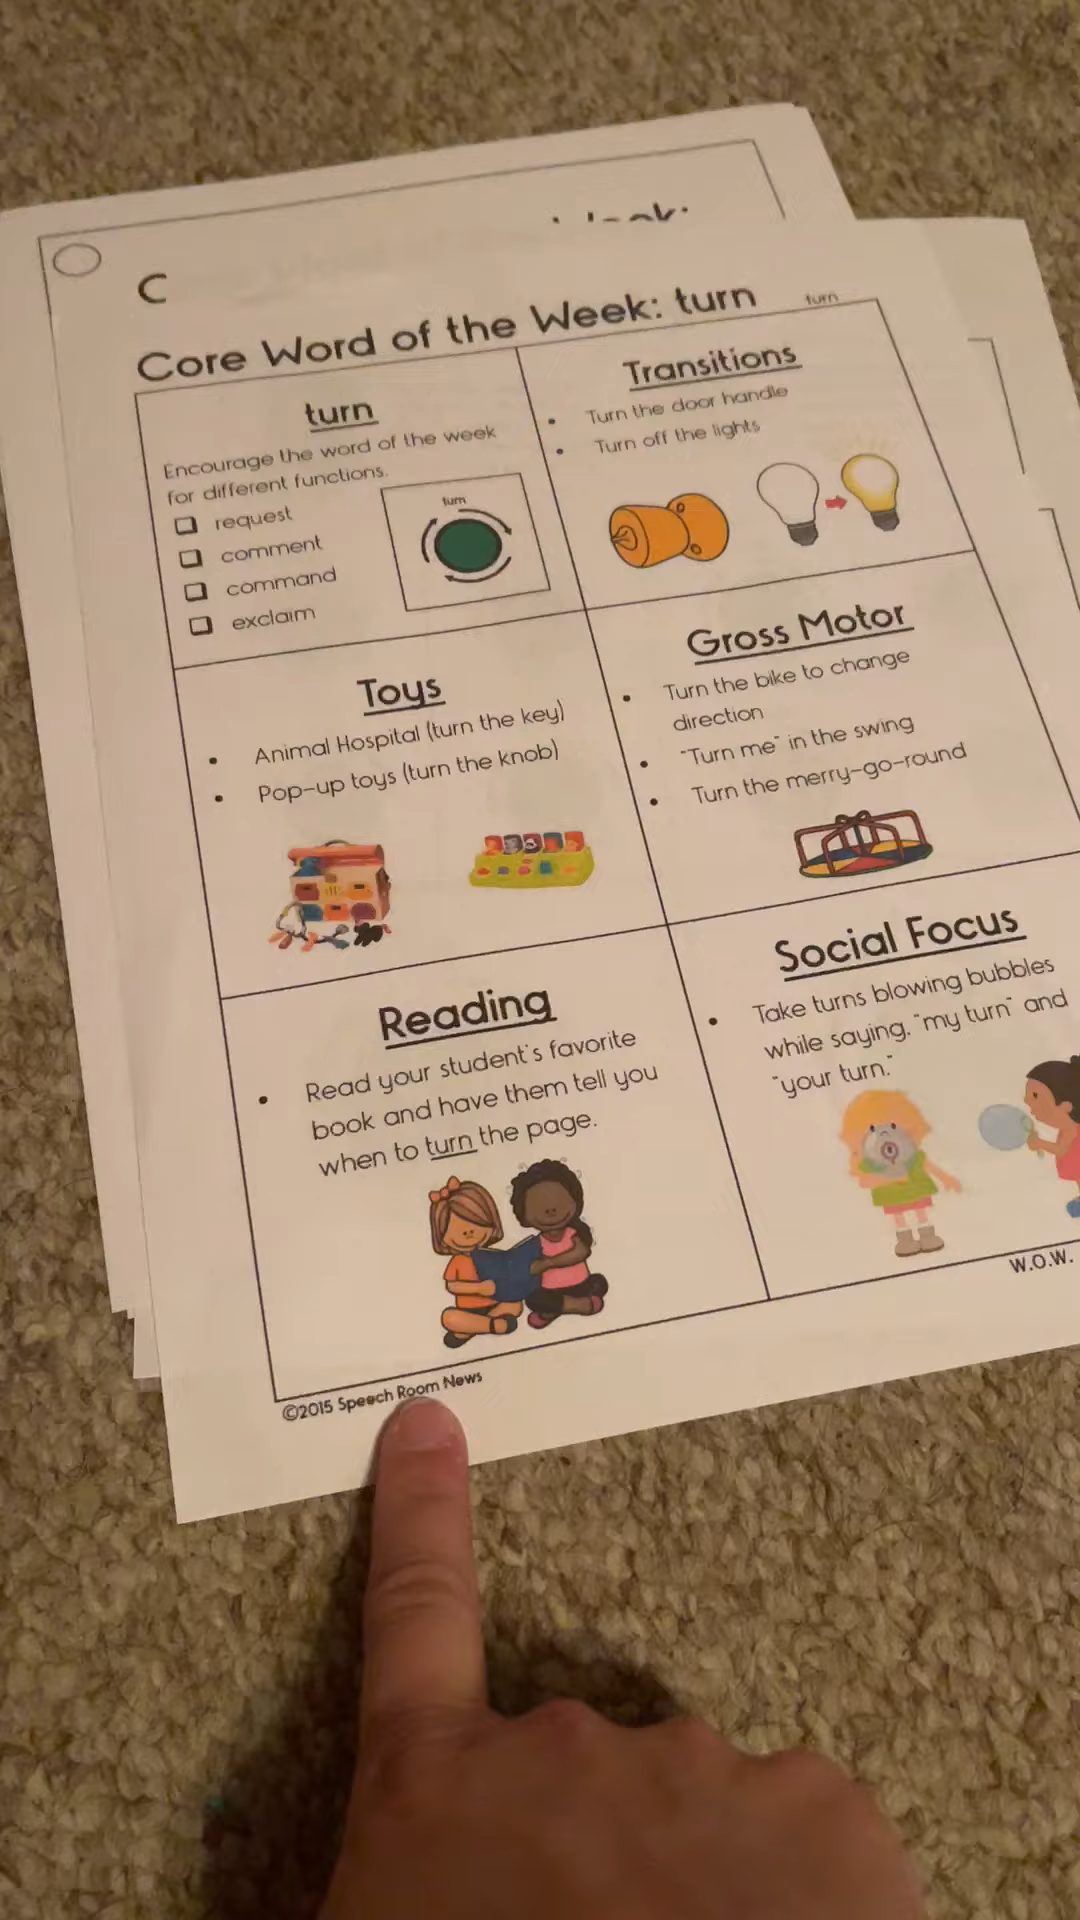 C
Core Word of the Week: turn
turn
turn
Encourage the word of the week
for different functions.
❑ request
❑ comment
❑ command
❑ exclaim
turn
Transitions
• Turn the door handle
• Turn off the lights
Toys
• Animal Hospital (turn the key)
• Pop-up toys (turn the knob)
Gross Motor
• Turn the bike to change
direction
• "Turn me" in the swing
• Turn the merry-go-round
Reading
• Read your student's favorite
book and have them tell you
when to turn the page.
Social Focus
• Take turns blowing bubbles
while saying, "my turn" and
"your turn."
W.O.W.
©2015 Speech Room News